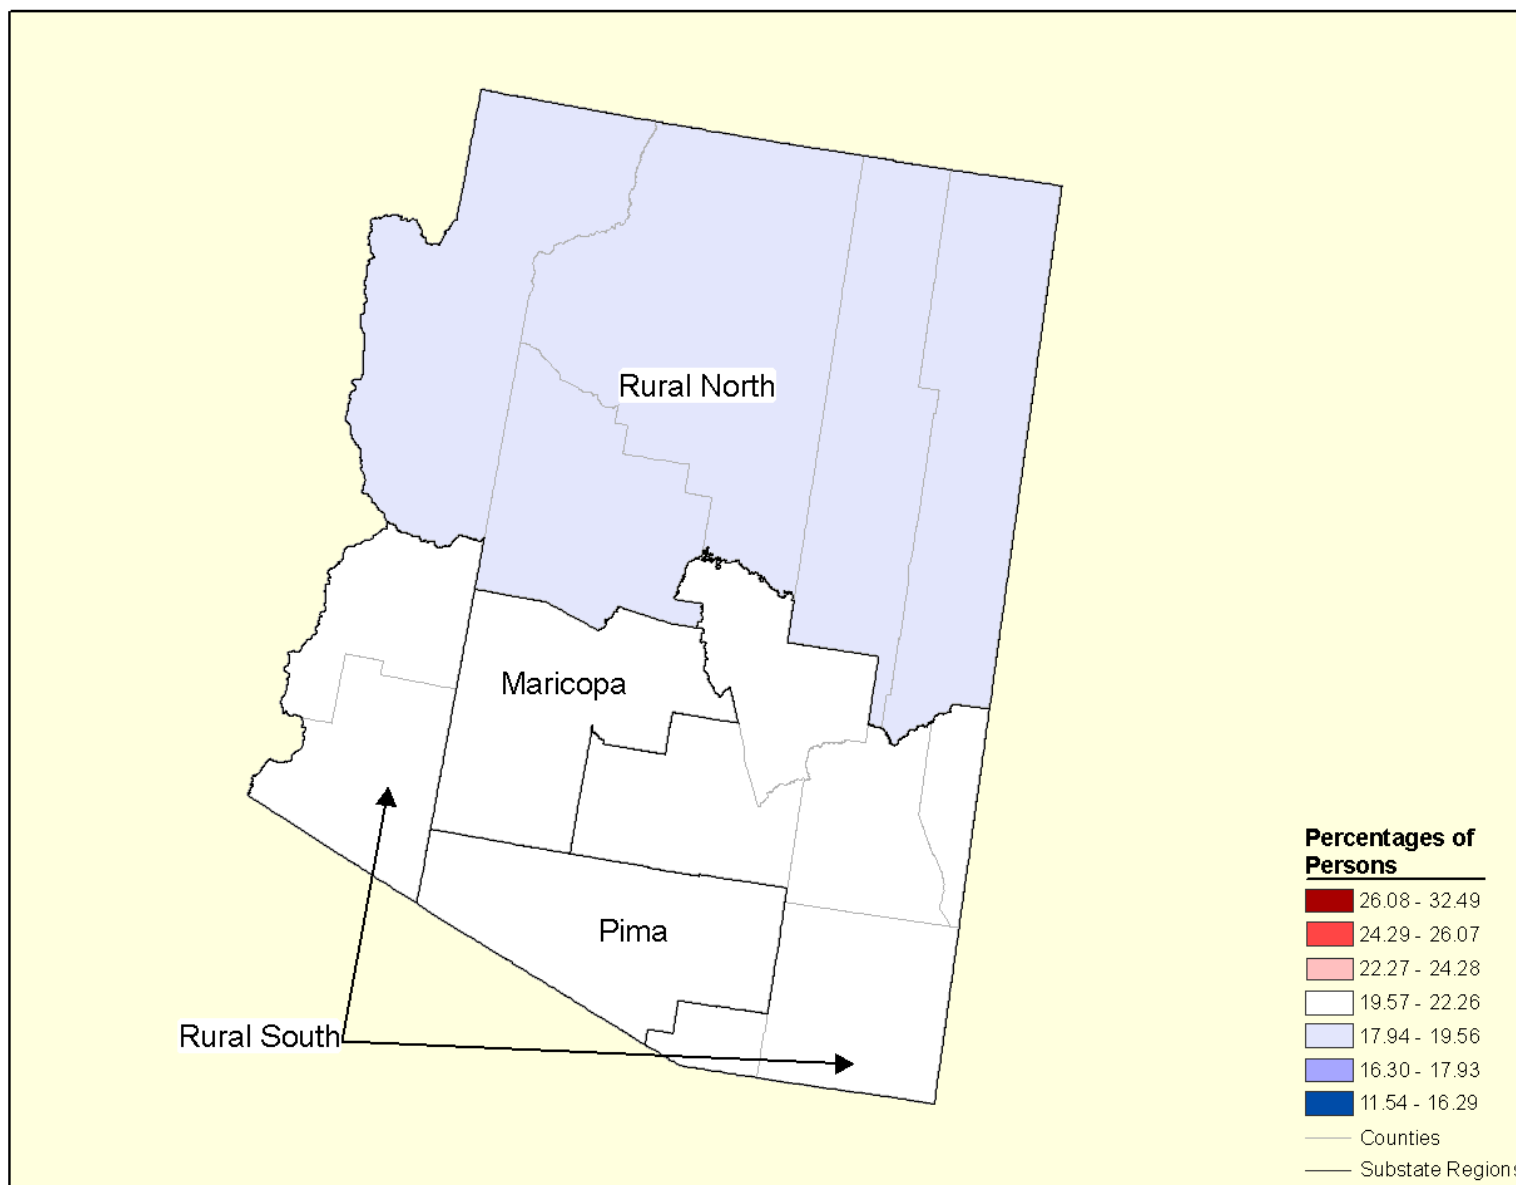 Rural North
Maricopa
Pima
Rural South
Percentages of
Persons
26.08 - 32.49
24.29 - 26.07
22.27 - 24.28
19.57 - 22.26
17.94 - 19.56
16.30 - 17.93
11.54 - 16.29
Counties
Substate Regions